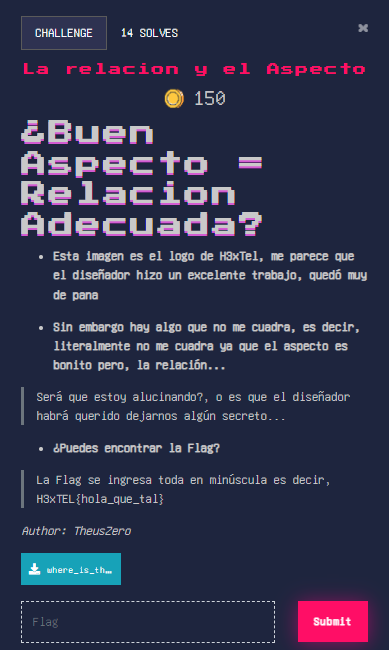 CHALLENGE
14 SOLVES
×
La relacion y el Aspecto
150
¿Buen
Aspecto =
Relacion
Adecuada?
• Esta imagen es el logo de H3xTel, me parece que
el diseñador hizo un excelente trabajo, quedó muy
de pana
• Sin embargo hay algo que no me cuadra, es decir,
literalmente no me cuadra ya que el aspecto es
bonito pero, la relación...
Será que estoy alucinando?, o es que el diseñador
habrá querido dejarnos algún secreto...
• ¿Puedes encontrar la Flag?
La Flag se ingresa toda en minúscula es decir,
H3xTEL{hola_que_tal}
Author: TheusZero
where_is_th…
Flag
Submit